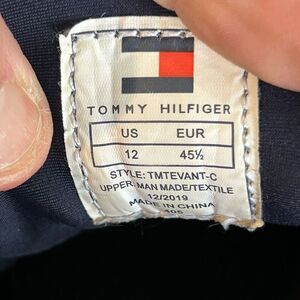 TOMMY HILFIGER
US EUR
12 45½
STYLE: TMTEVANT-C
UPPER: MAN MADE/TEXTILE
12/2019
MADE IN CHINA